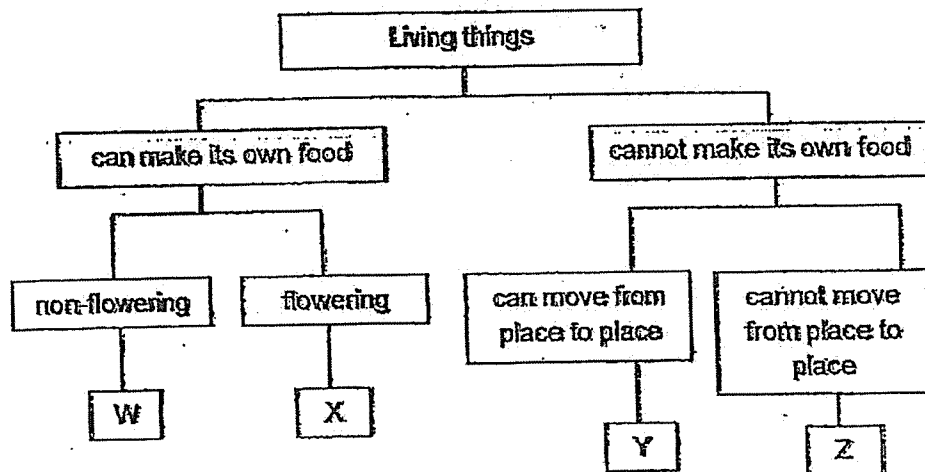 Living things
can make its own food
cannot make its own food
non-flowering
flowering
can move from
place to place
cannot move
from place to
place
W
X
Y
Z